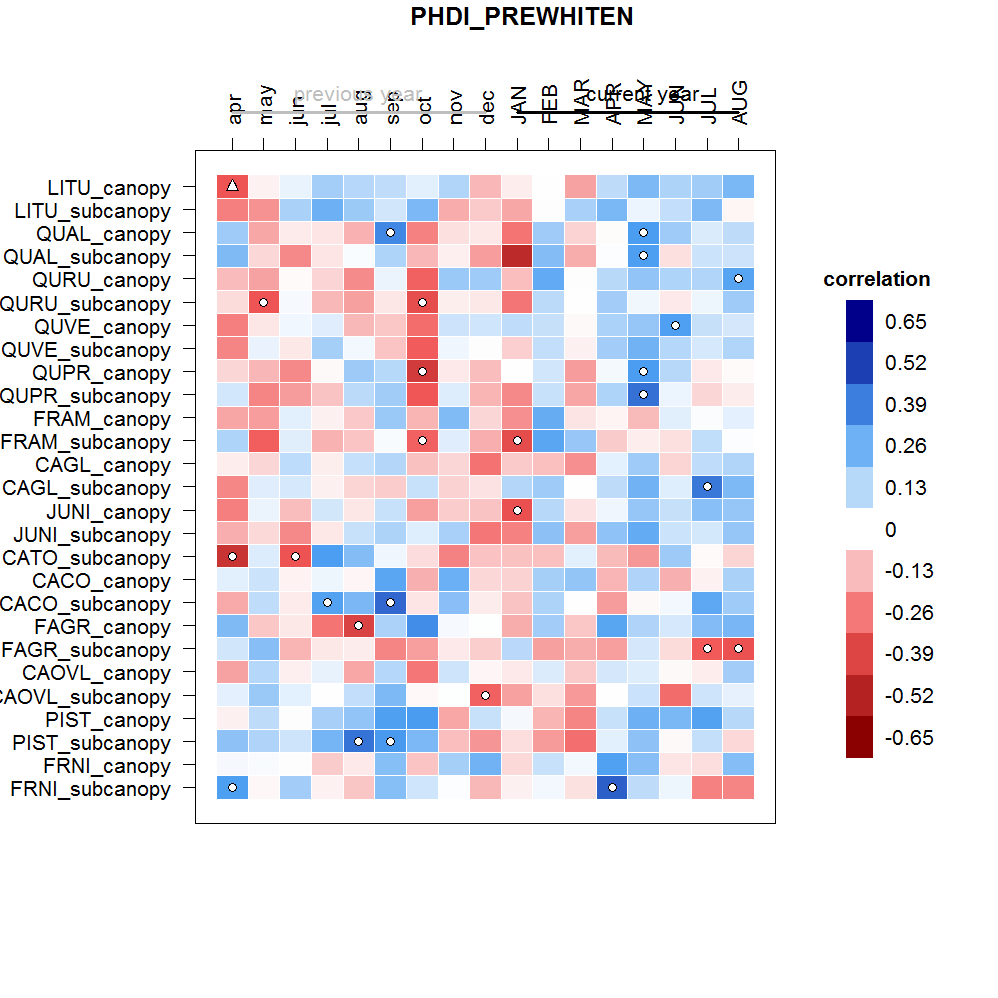 PHDI_PREWHITEN
previous year
current year
apr may jun jul aug sep oct nov dec JAN FEB MAR APR MAY JUN JUL AUG
LITU_canopy
LITU_subcanopy
QUAL_canopy
QUAL_subcanopy
QURU_canopy
QURU_subcanopy
QUVE_canopy
QUVE_subcanopy
QUPR_canopy
QUPR_subcanopy
FRAM_canopy
FRAM_subcanopy
CAGL_canopy
CAGL_subcanopy
JUNI_canopy
JUNI_subcanopy
CATO_subcanopy
CACO_canopy
CACO_subcanopy
FAGR_canopy
FAGR_subcanopy
CAOVL_canopy
CAOVL_subcanopy
PIST_canopy
PIST_subcanopy
FRNI_canopy
FRNI_subcanopy
correlation
0.65
0.52
0.39
0.26
0.13
0
-0.13
-0.26
-0.39
-0.52
-0.65